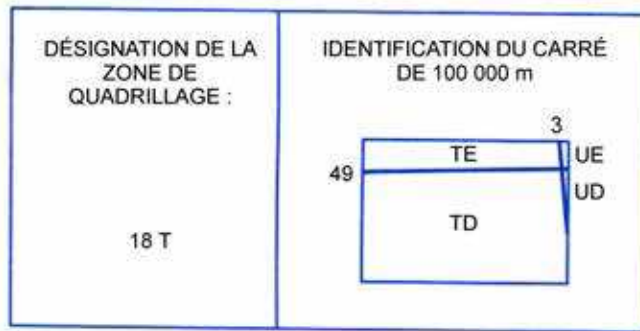 DÉSIGNATION DE LA
ZONE DE
QUADRILLAGE :
18 T
IDENTIFICATION DU CARRÉ
DE 100 000 m
3
TE
UE
49
UD
TD